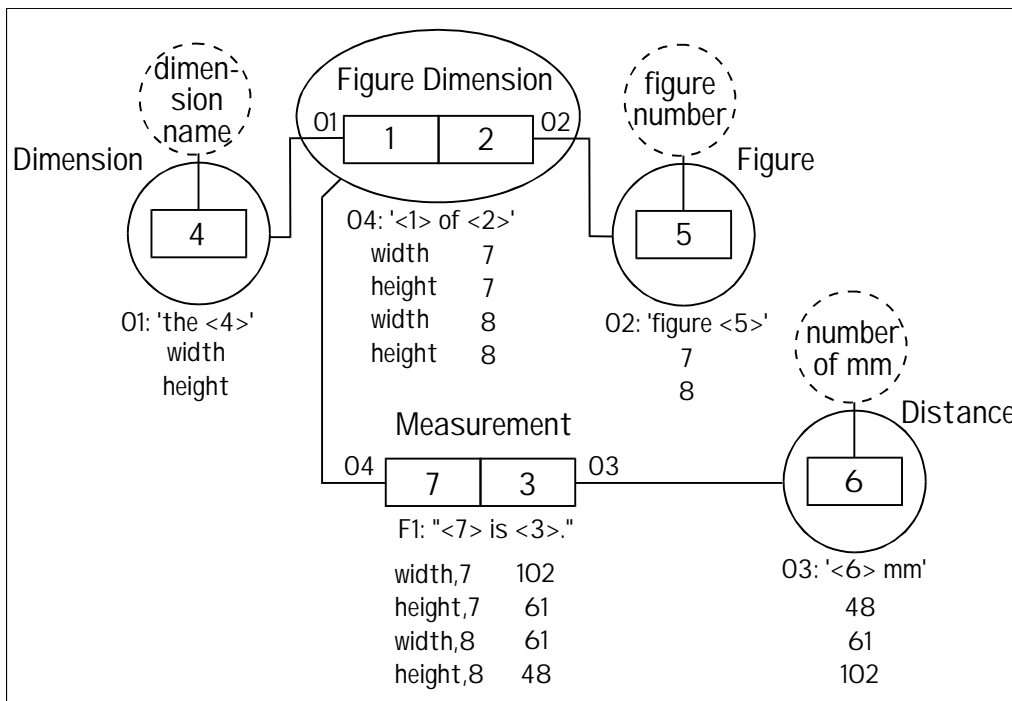 dimen-
sion
name
Figure Dimension
figure
number
Dimension
O1
1
2
O2
Figure
4
5
O4: '<1> of <2>'
width 7
height 7
width 8
height 8
O1: 'the <4>'
width
height
O2: 'figure <5>'
7
8
number
of mm
Distance
Measurement
O4
7
3
O3
6
F1: "<7> is <3>."
width,7 102
height,7 61
width,8 61
height,8 48
O3: '<6> mm'
48
61
102